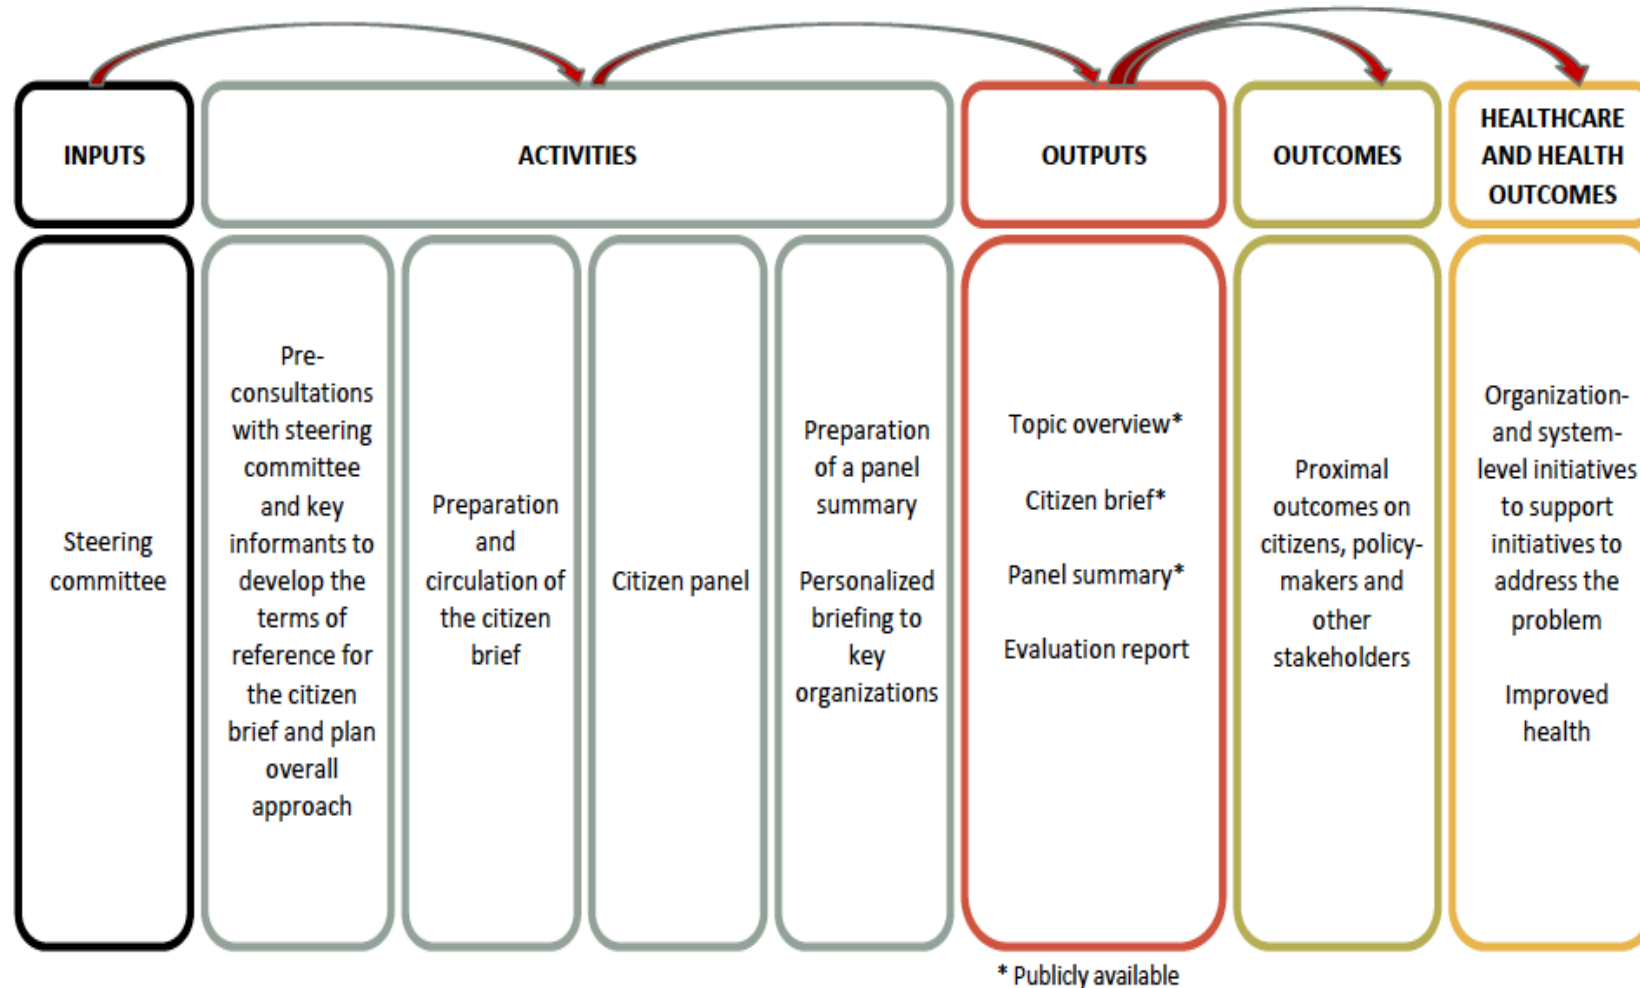 INPUTS
ACTIVITIES
OUTPUTS
OUTCOMES
HEALTHCARE
AND HEALTH
OUTCOMES
Steering
committee
Pre-
consultations
with steering
committee
and key
informants to
develop the
terms of
reference for
the citizen
brief and plan
overall
approach
Preparation
and
circulation of
the citizen
brief
Citizen panel
Preparation
of a panel
summary
Personalized
briefing to
key
organizations
Topic overview*
Citizen brief*
Panel summary*
Evaluation report
Proximal
outcomes on
citizens, policy-
makers and
other
stakeholders
Organization-
and system-
level initiatives
to support
initiatives to
address the
problem
Improved
health
* Publicly available